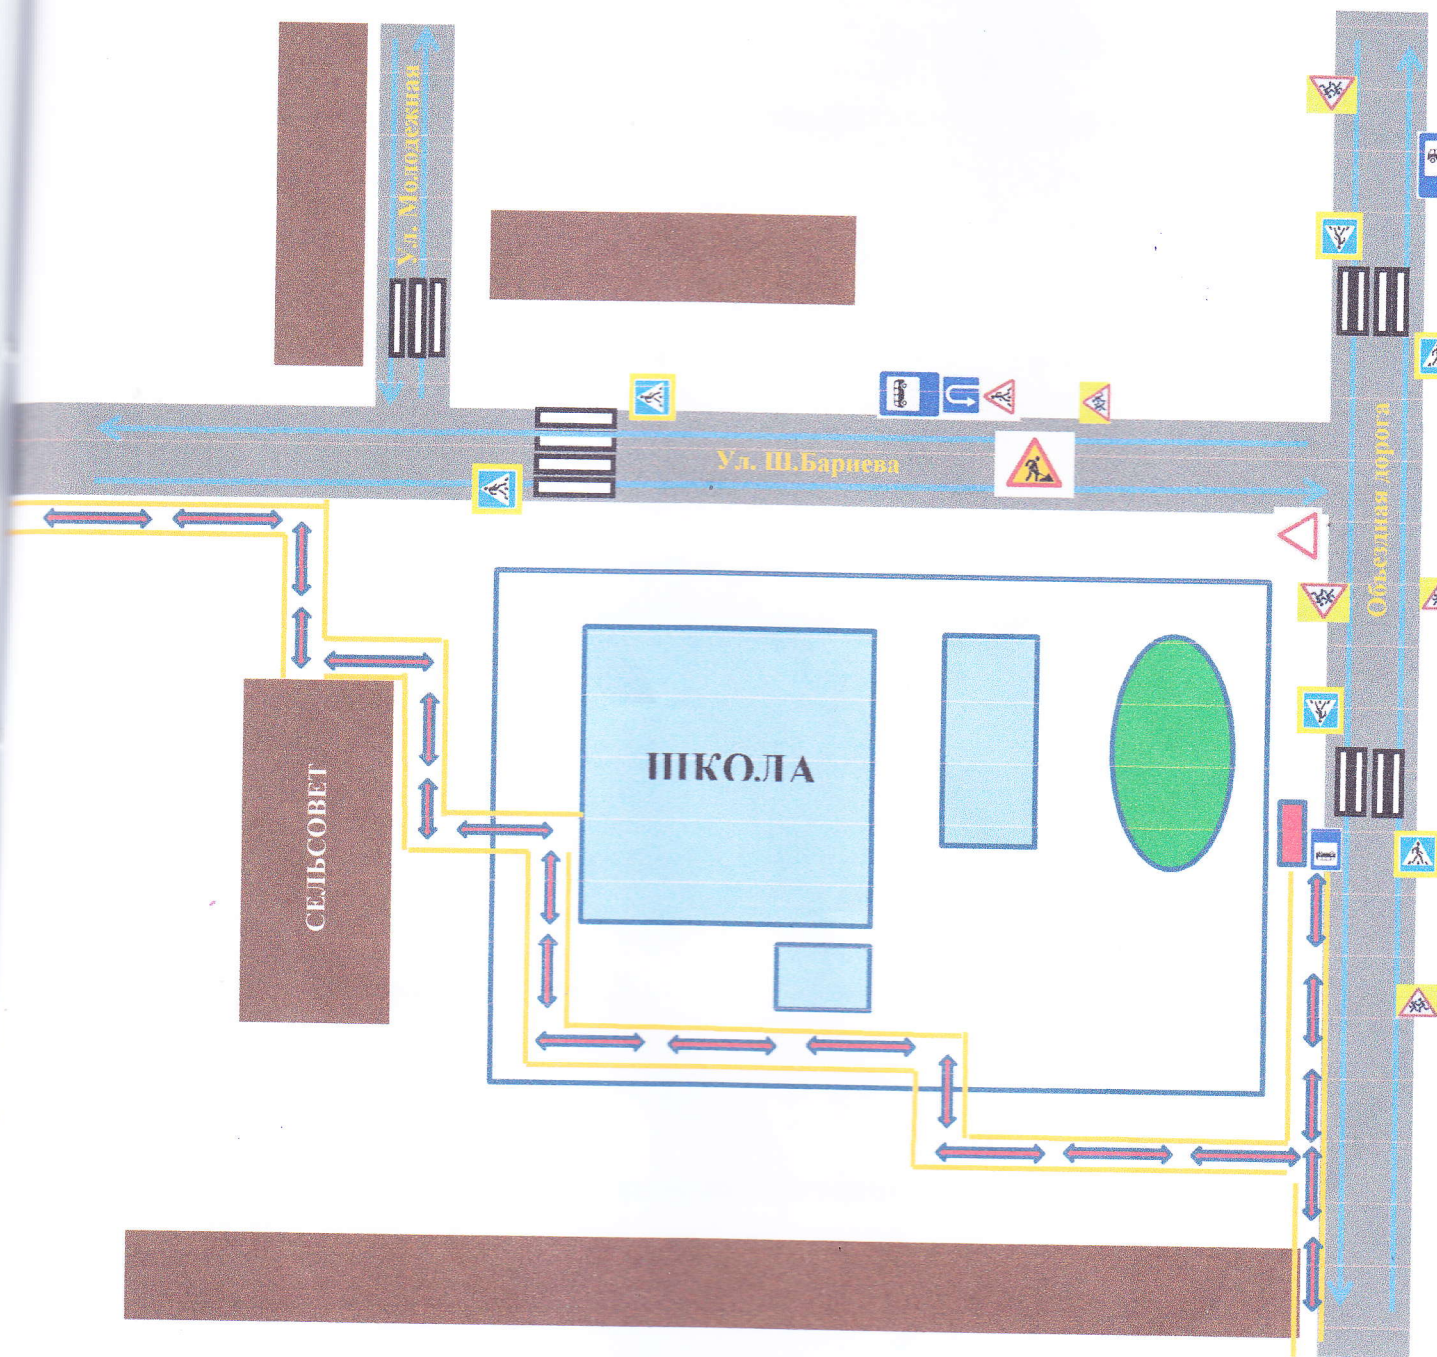 Ул. Молодежная
Ул. Ш.Бариева
Объездная дорога
ШКОЛА
СЕЛЬСОВЕТ